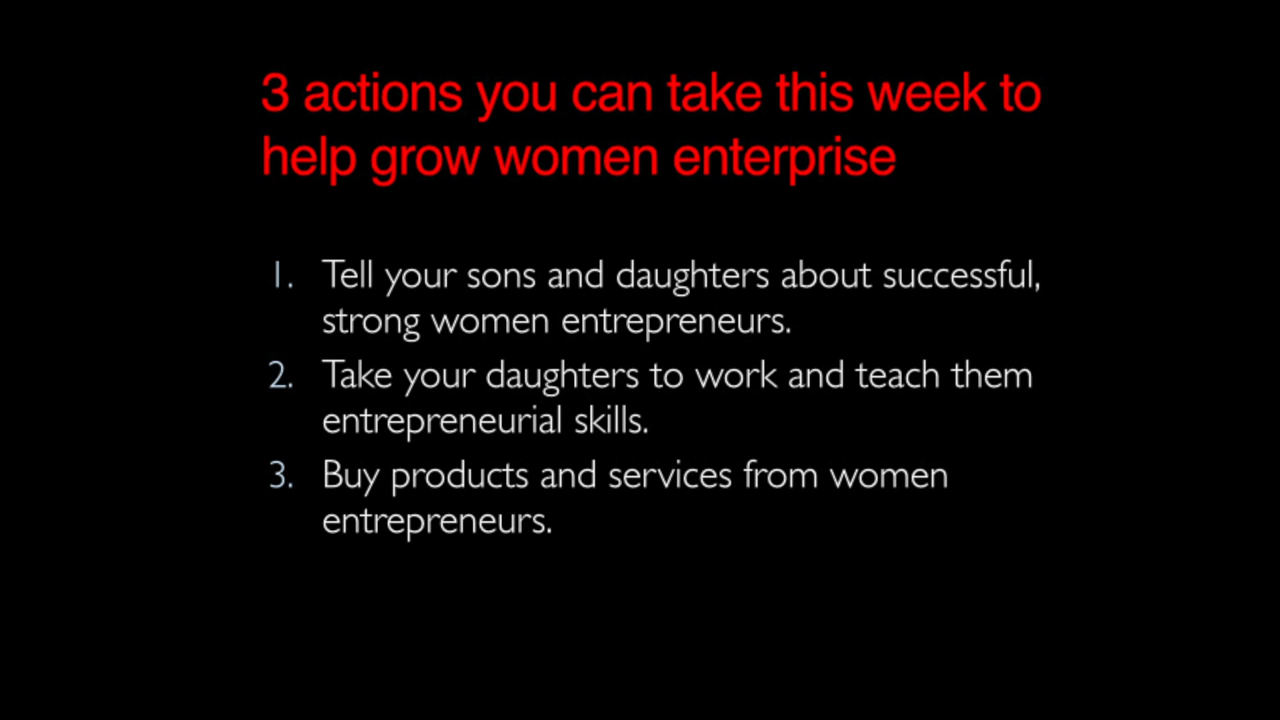 3 actions you can take this week to
help grow women enterprise
1. Tell your sons and daughters about successful,
strong women entrepreneurs.
2. Take your daughters to work and teach them
entrepreneurial skills.
3. Buy products and services from women
entrepreneurs.